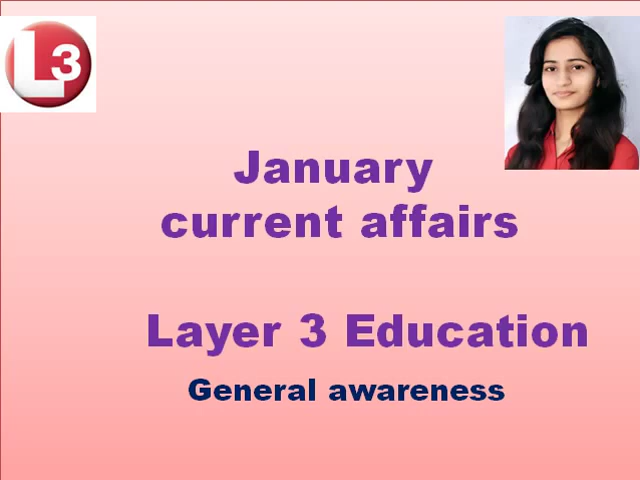 L3
January
current affairs
Layer 3 Education
General awareness